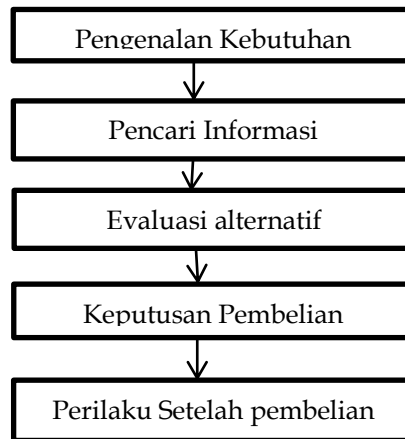 Pengenalan Kebutuhan
Pencari Informasi
Evaluasi alternatif
Keputusan Pembelian
Perilaku Setelah pembelian